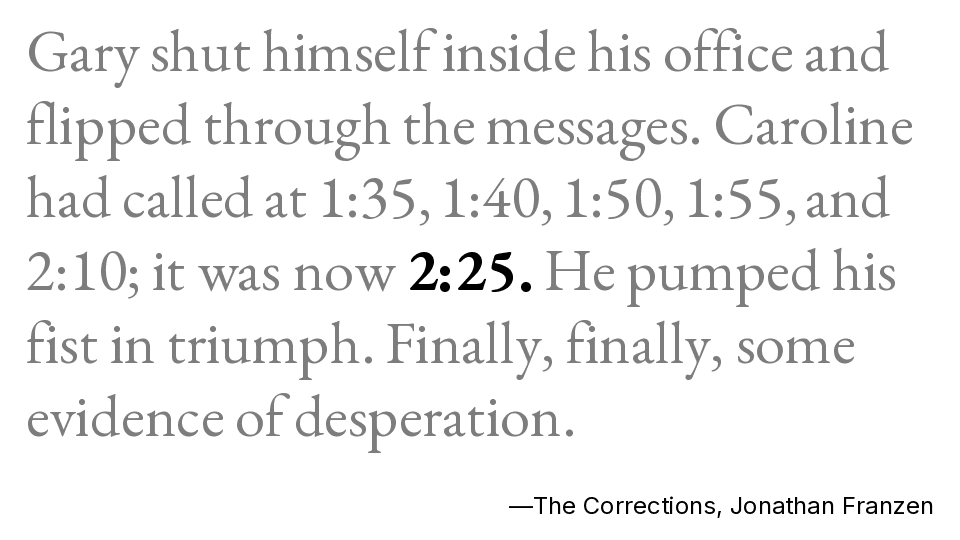 Gary shut himself inside his office and
flipped through the messages. Caroline
had called at 1:35, 1:40, 1:50, 1:55, and
2:10; it was now 2:25. He pumped his
fist in triumph. Finally, finally, some
evidence of desperation.
—The Corrections, Jonathan Franzen